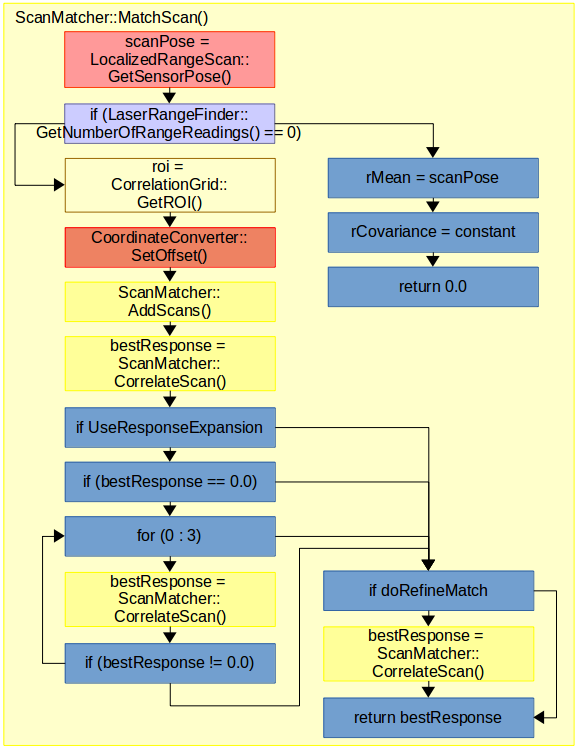 ScanMatcher::MatchScan()
scanPose =
LocalizedRangeScan::
GetSensorPose()
if (LaserRangeFinder::
GetNumberOfRangeReadings() == 0)
roi =
CorrelationGrid::
GetROI()
CoordinateConverter::
SetOffset()
ScanMatcher::
AddScans()
bestResponse =
ScanMatcher::
CorrelateScan()
if UseResponseExpansion
if (bestResponse == 0.0)
for (0 : 3)
bestResponse =
ScanMatcher::
CorrelateScan()
if (bestResponse != 0.0)
rMean = scanPose
rCovariance = constant
return 0.0
if doRefineMatch
bestResponse =
ScanMatcher::
CorrelateScan()
return bestResponse